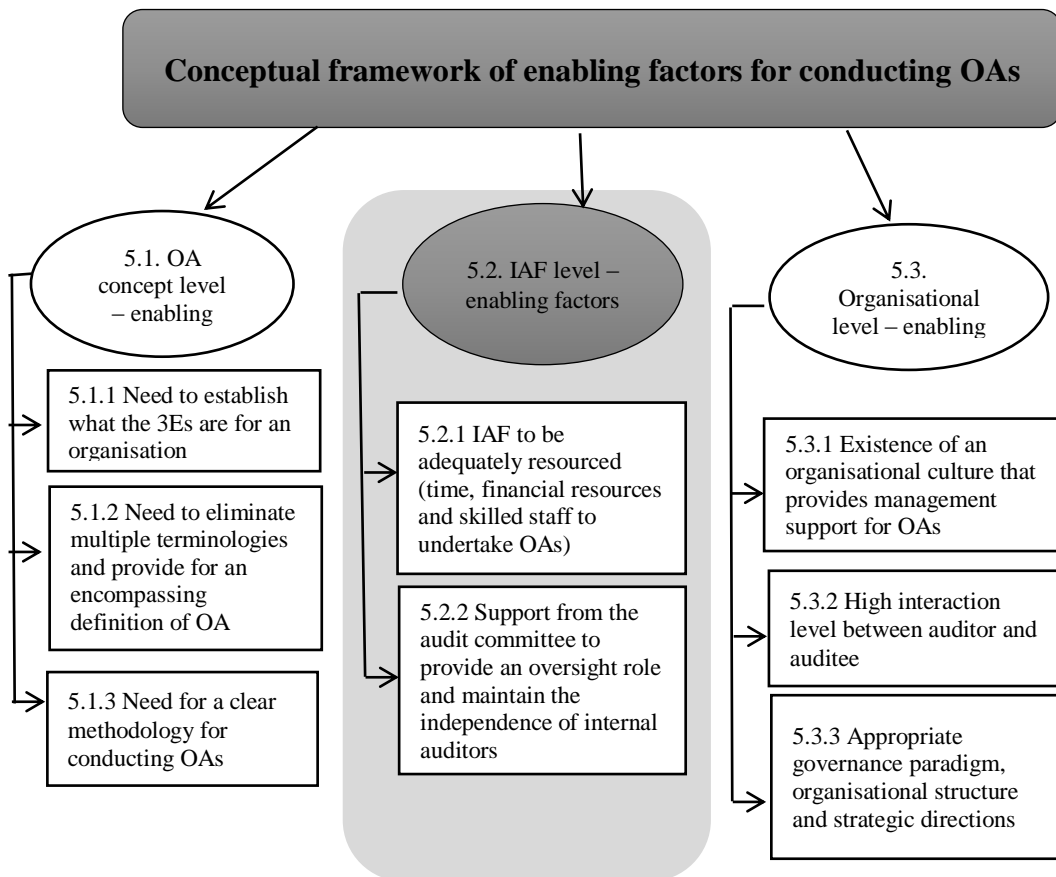 Conceptual framework of enabling factors for conducting OAs
5.1. OA
concept level
– enabling
5.1.1 Need to establish
what the 3Es are for an
organisation
5.1.2 Need to eliminate
multiple terminologies
and provide for an
encompassing
definition of OA
5.1.3 Need for a clear
methodology for
conducting OAs
5.2. IAF level –
enabling factors
5.2.1 IAF to be
adequately resourced
(time, financial resources
and skilled staff to
undertake OAs)
5.2.2 Support from the
audit committee to
provide an oversight role
and maintain the
independence of internal
auditors
5.3.
Organisational
level – enabling
5.3.1 Existence of an
organisational culture that
provides management
support for OAs
5.3.2 High interaction
level between auditor and
auditee
5.3.3 Appropriate
governance paradigm,
organisational structure
and strategic directions